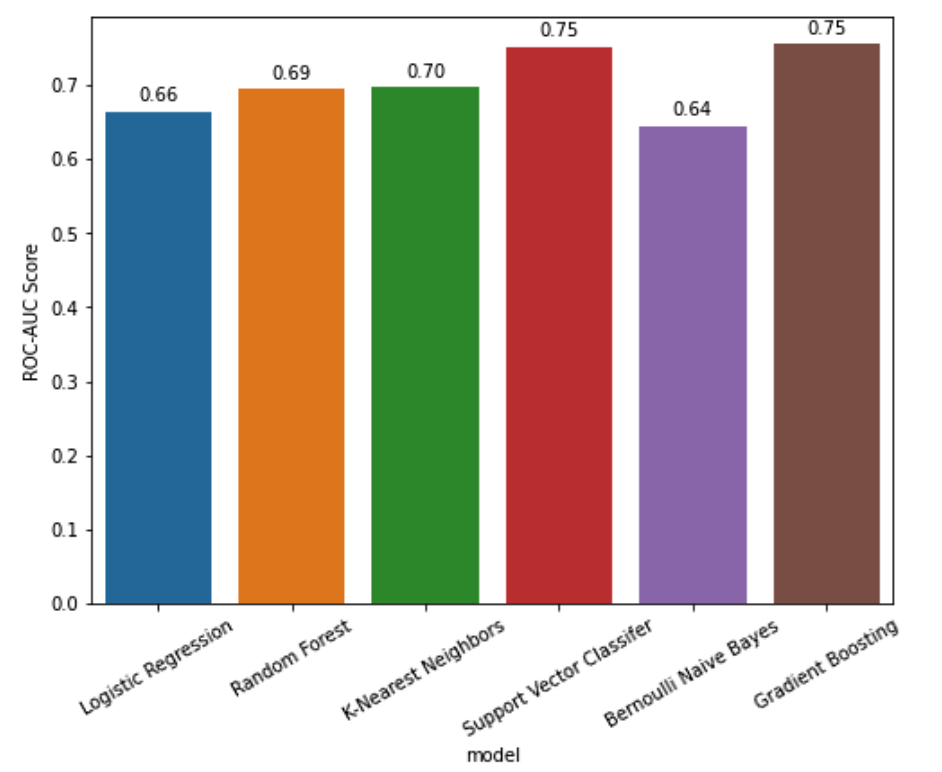 0.75
0.75
0.70
0.69
0.66
0.64
0.7
0.6
0.5
0.4
0.3
0.2
0.1
0.0
ROC-AUC Score
Logistic Regression
Random Forest
K-Nearest Neighbors
Support Vector Classifer
Bernoulli Naive Bayes
Gradient Boosting
model